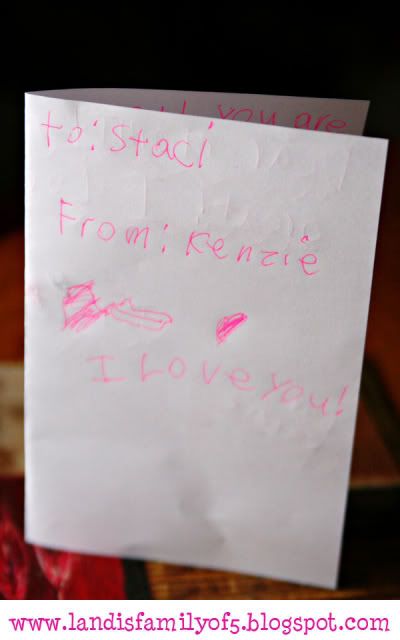 you are
to: Staci
From: Kenzie
I Love you!
www.landisfamilyof5.blogspot.com